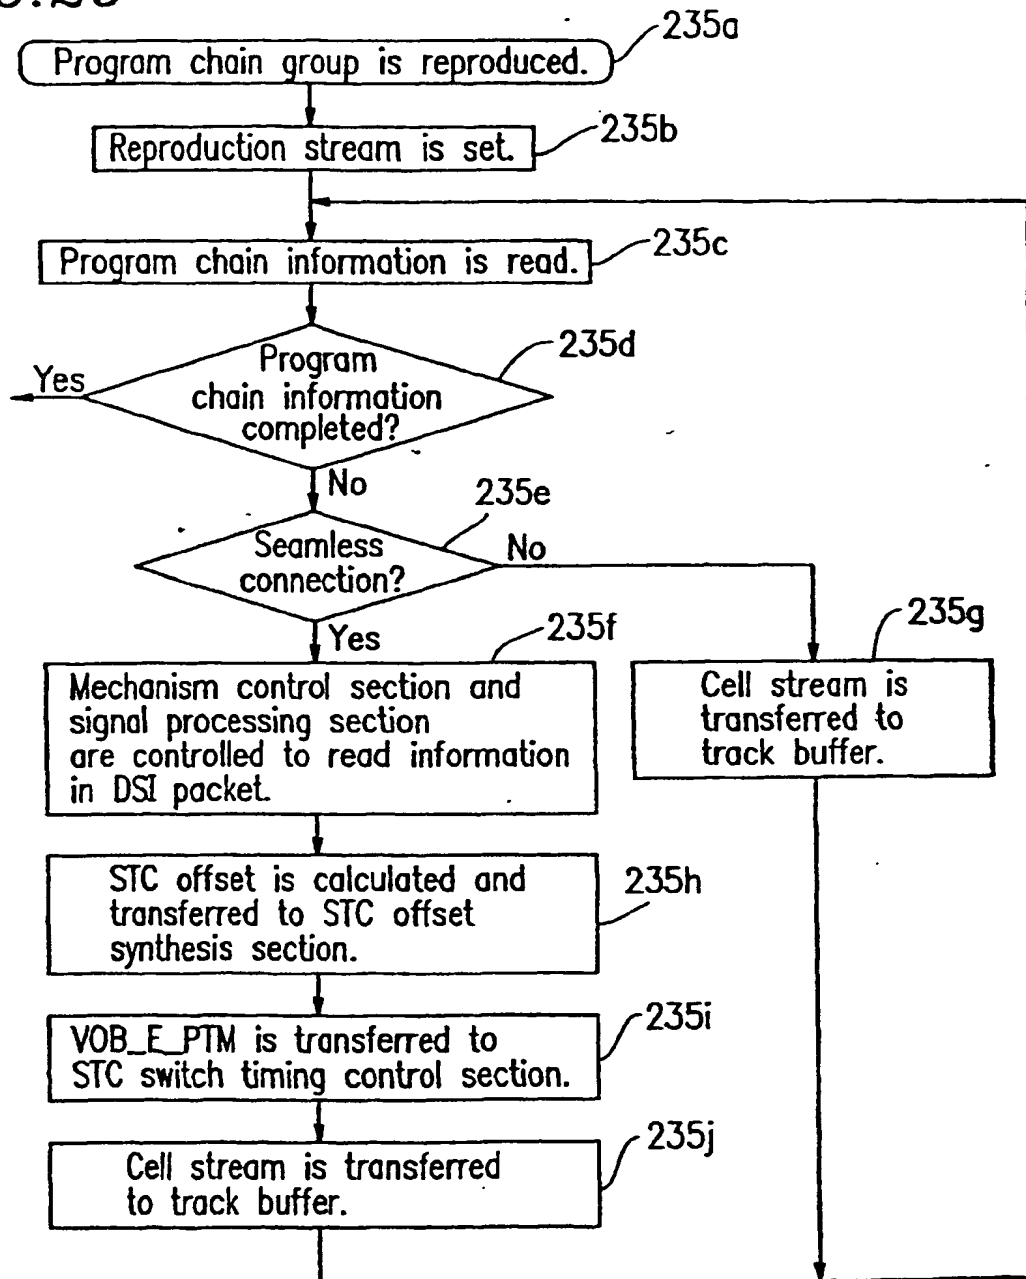 235a
Program chain group is reproduced.
235b
Reproduction stream is set.
235c
Program chain information is read.
235d
Program
chain information
completed?
Yes
No
235e
Seamless
connection?
No
Yes
235f
235g
Mechanism control section and
signal processing section
are controlled to read information
in DSI packet.
Cell stream is
transferred to
track buffer.
STC offset is calculated and
transferred to STC offset
synthesis section.
235h
VOB_E_PTM is transferred to
STC switch timing control section.
235i
Cell stream is transferred
to track buffer.
235j